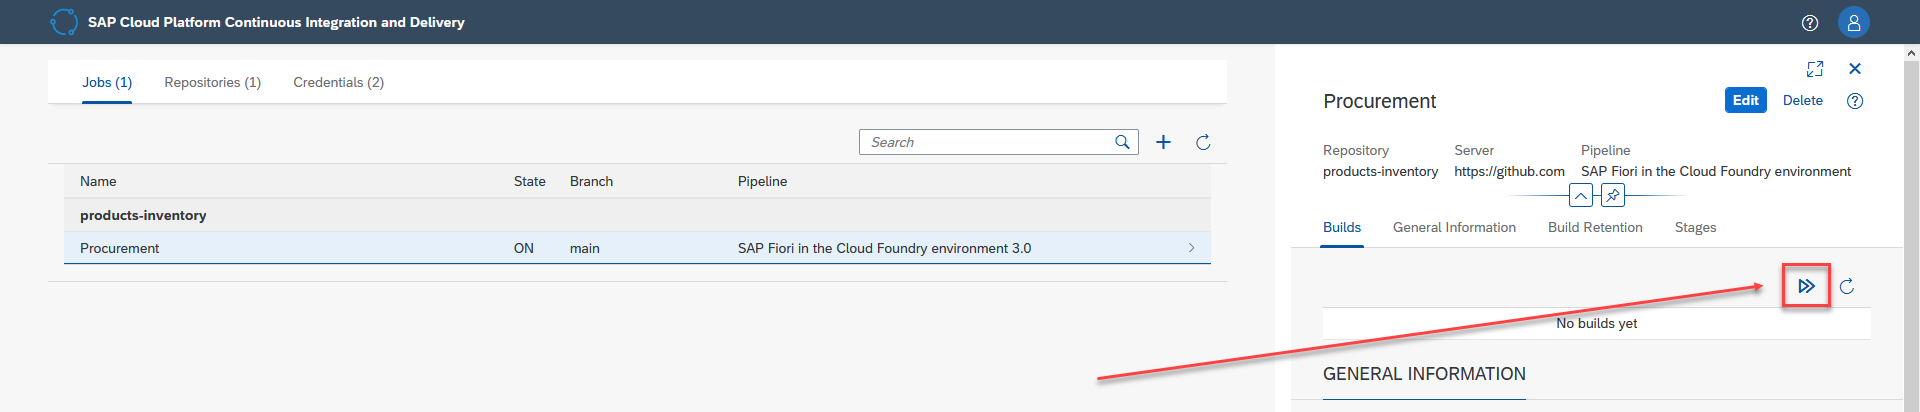 SAP Cloud Platform Continuous Integration and Delivery
Jobs (1) Repositories (1) Credentials (2)
Search
Name State Branch Pipeline
products-inventory
Procurement ON main SAP Fiori in the Cloud Foundry environment 3.0
Procurement
Edit Delete
Repository Server Pipeline
products-inventory https://github.com SAP Fiori in the Cloud Foundry environment
Builds General Information Build Retention Stages
No builds yet
GENERAL INFORMATION